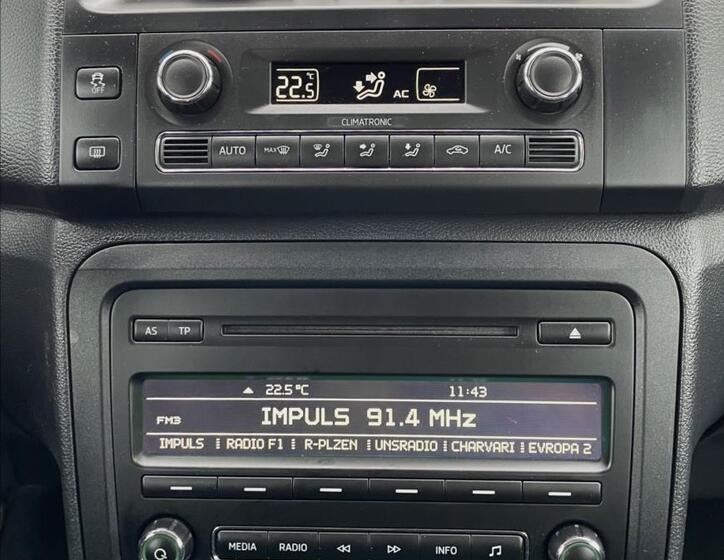 22.5 °C
AC
OFF
CLIMATRONIC
AUTO MAX A/C
AS TP
22.5°C 11:43
FM3 IMPULS 91.4 MHz
IMPULS RADIO F1 R-PLZEN UNSRADIO CHARVARI EVROPA 2
MEDIA RADIO INFO